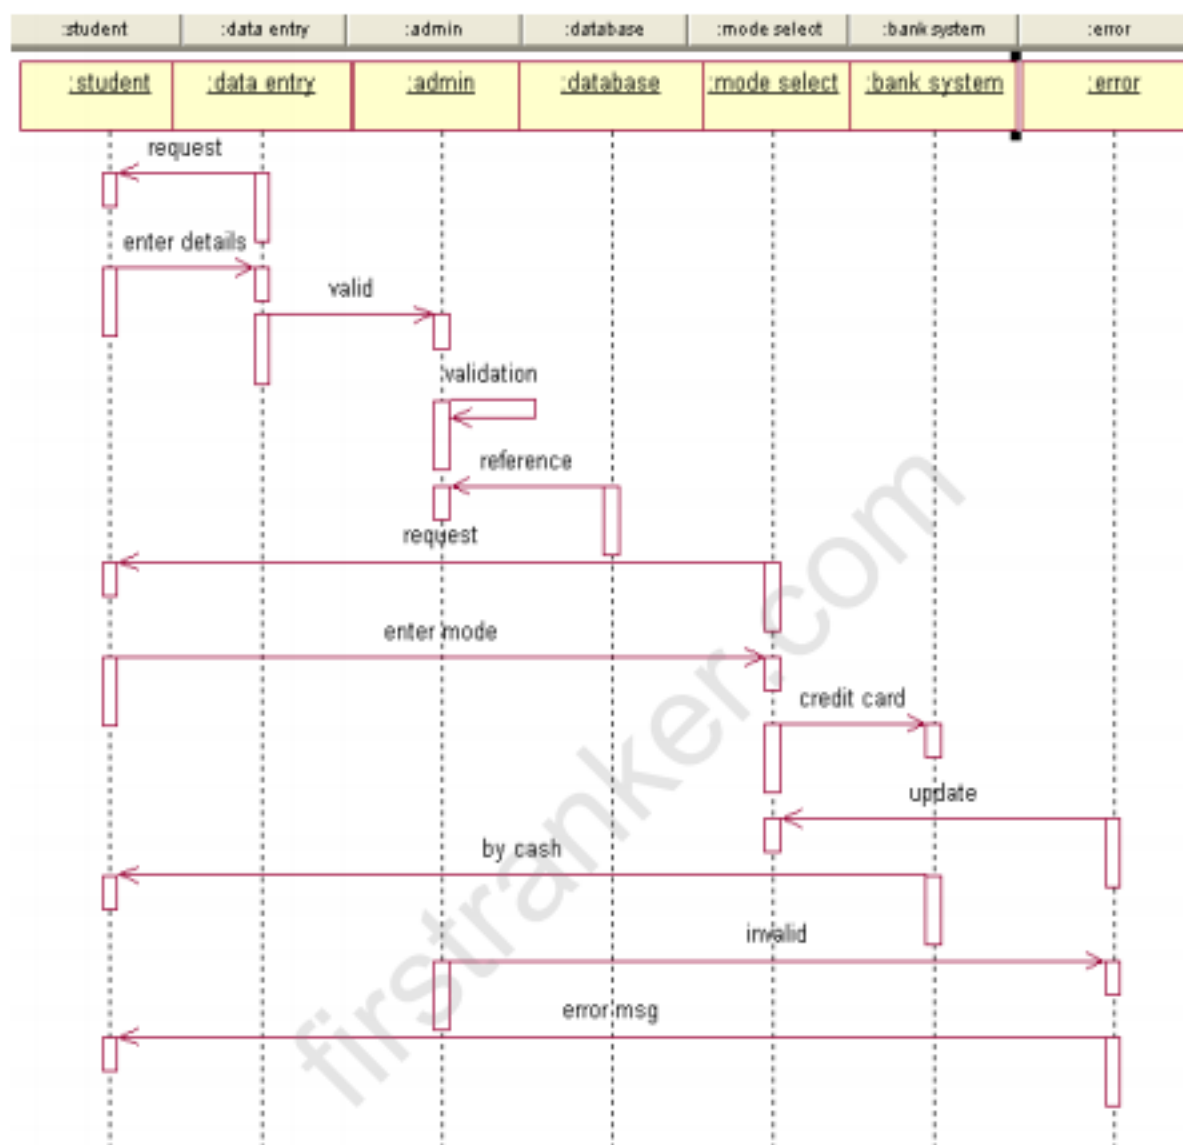 :student :data entry :admin :database :mode select :bank system :error
:student :data entry :admin :database :mode select :bank system :error
request
enter details
valid
validation
reference
request
enter mode
credit card
update
by cash
invalid
error msg
firstranker.com